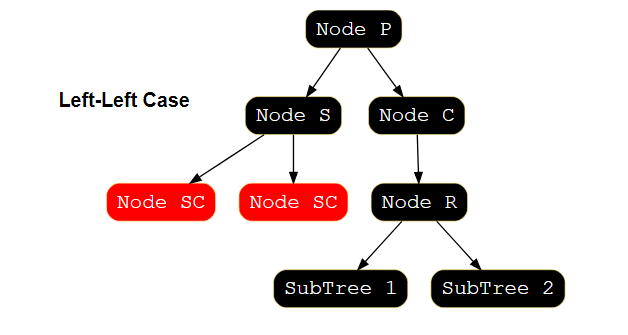 Node P
Left-Left Case
Node S
Node C
Node SC
Node SC
Node R
SubTree 1
SubTree 2